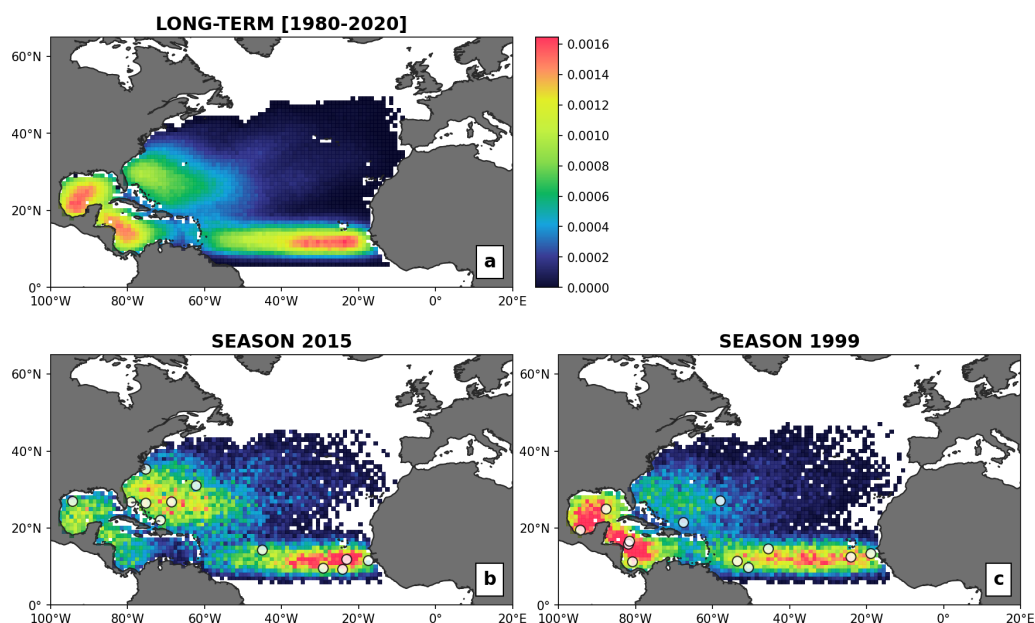 LONG-TERM [1980-2020]
60°N
40°N
20°N
0°
100°W 80°W 60°W 40°W 20°W 0° 20°E
a
0.0016
0.0014
0.0012
0.0010
0.0008
0.0006
0.0004
0.0002
0.0000
SEASON 2015
60°N
40°N
20°N
0°
100°W 80°W 60°W 40°W 20°W 0° 20°E
b
SEASON 1999
60°N
40°N
20°N
0°
100°W 80°W 60°W 40°W 20°W 0° 20°E
c